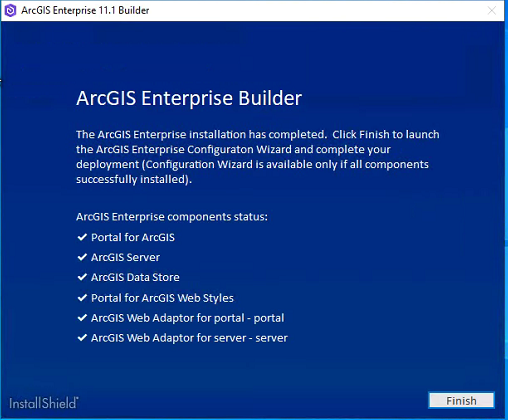 ArcGIS Enterprise 11.1 Builder
ArcGIS Enterprise Builder
The ArcGIS Enterprise installation has completed.  Click Finish to launch
the ArcGIS Enterprise Configuraton Wizard and complete your
deployment (Configuration Wizard is available only if all components
successfully installed).
ArcGIS Enterprise components status:
✓ Portal for ArcGIS
✓ ArcGIS Server
✓ ArcGIS Data Store
✓ Portal for ArcGIS Web Styles
✓ ArcGIS Web Adaptor for portal - portal
✓ ArcGIS Web Adaptor for server - server
InstallShield
Finish